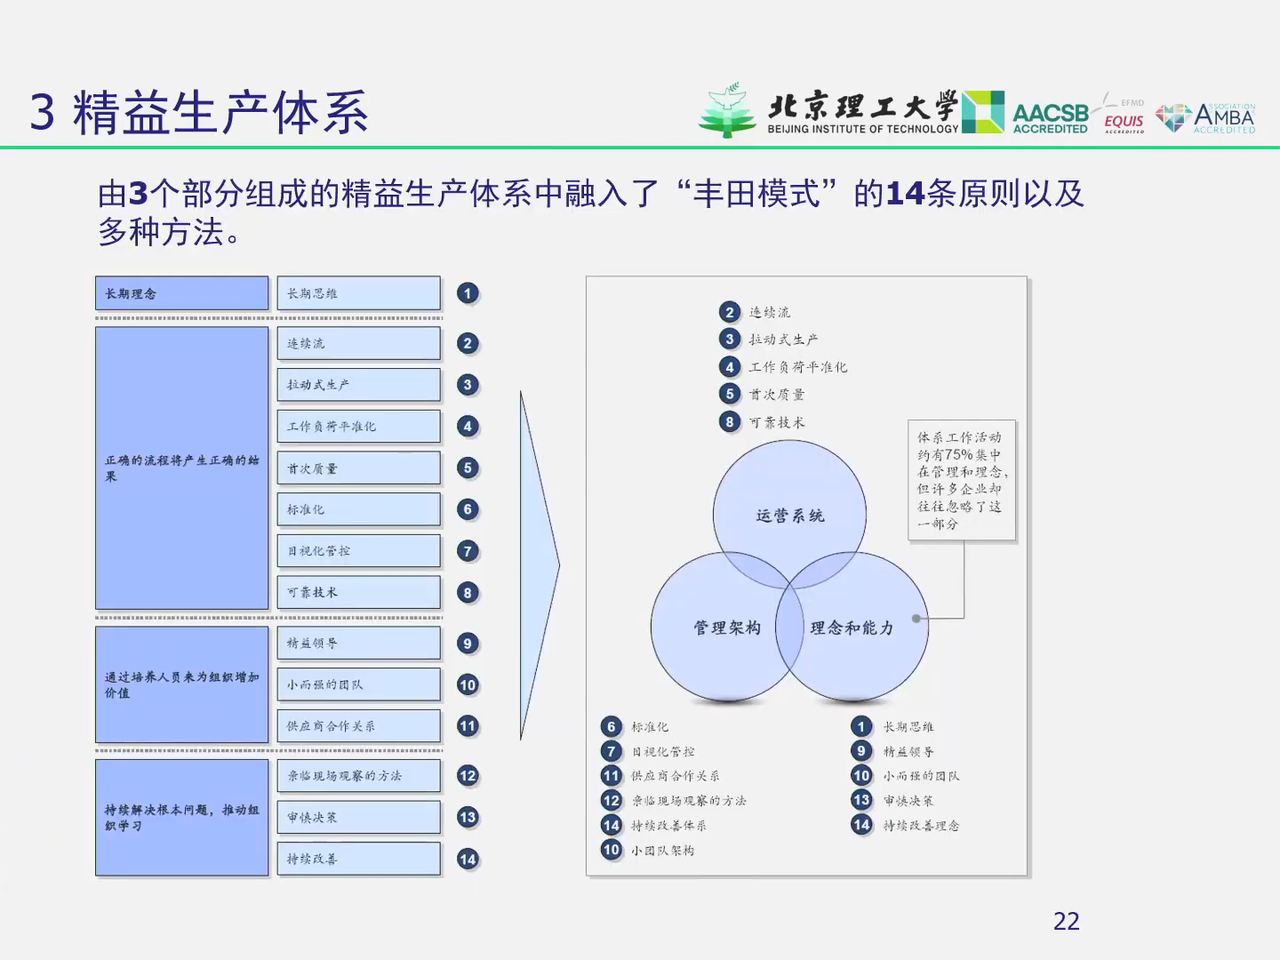 3 精益生产体系
北京理工大学
BEIJING INSTITUTE OF TECHNOLOGY
AACSB
ACCREDITED
EFMD
EQUIS
ACCREDITED
ASSOCIATION
AMBA
ACCREDITED
由3个部分组成的精益生产体系中融入了“丰田模式”的14条原则以及
多种方法。
长期理念
长期思维
1
正确的流程将产生正确的结
果
连续流
2
拉动式生产
3
工作负荷平准化
4
首次质量
5
标准化
6
目视化管控
7
可靠技术
8
通过培养人员来为组织增加
价值
精益领导
9
小而强的团队
10
供应商合作关系
11
持续解决根本问题，推动组
织学习
亲临现场观察的方法
12
审慎决策
13
持续改善
14
2 连续流
3 拉动式生产
4 工作负荷平准化
5 首次质量
8 可靠技术
体系工作活动
约有75%集中
在管理和理念，
但许多企业却
往往忽略了这
一部分
运营系统
管理架构
理念和能力
6 标准化
7 目视化管控
11 供应商合作关系
12 亲临现场观察的方法
14 持续改善体系
10 小团队架构
1 长期思维
9 精益领导
10 小而强的团队
13 审慎决策
14 持续改善理念
22